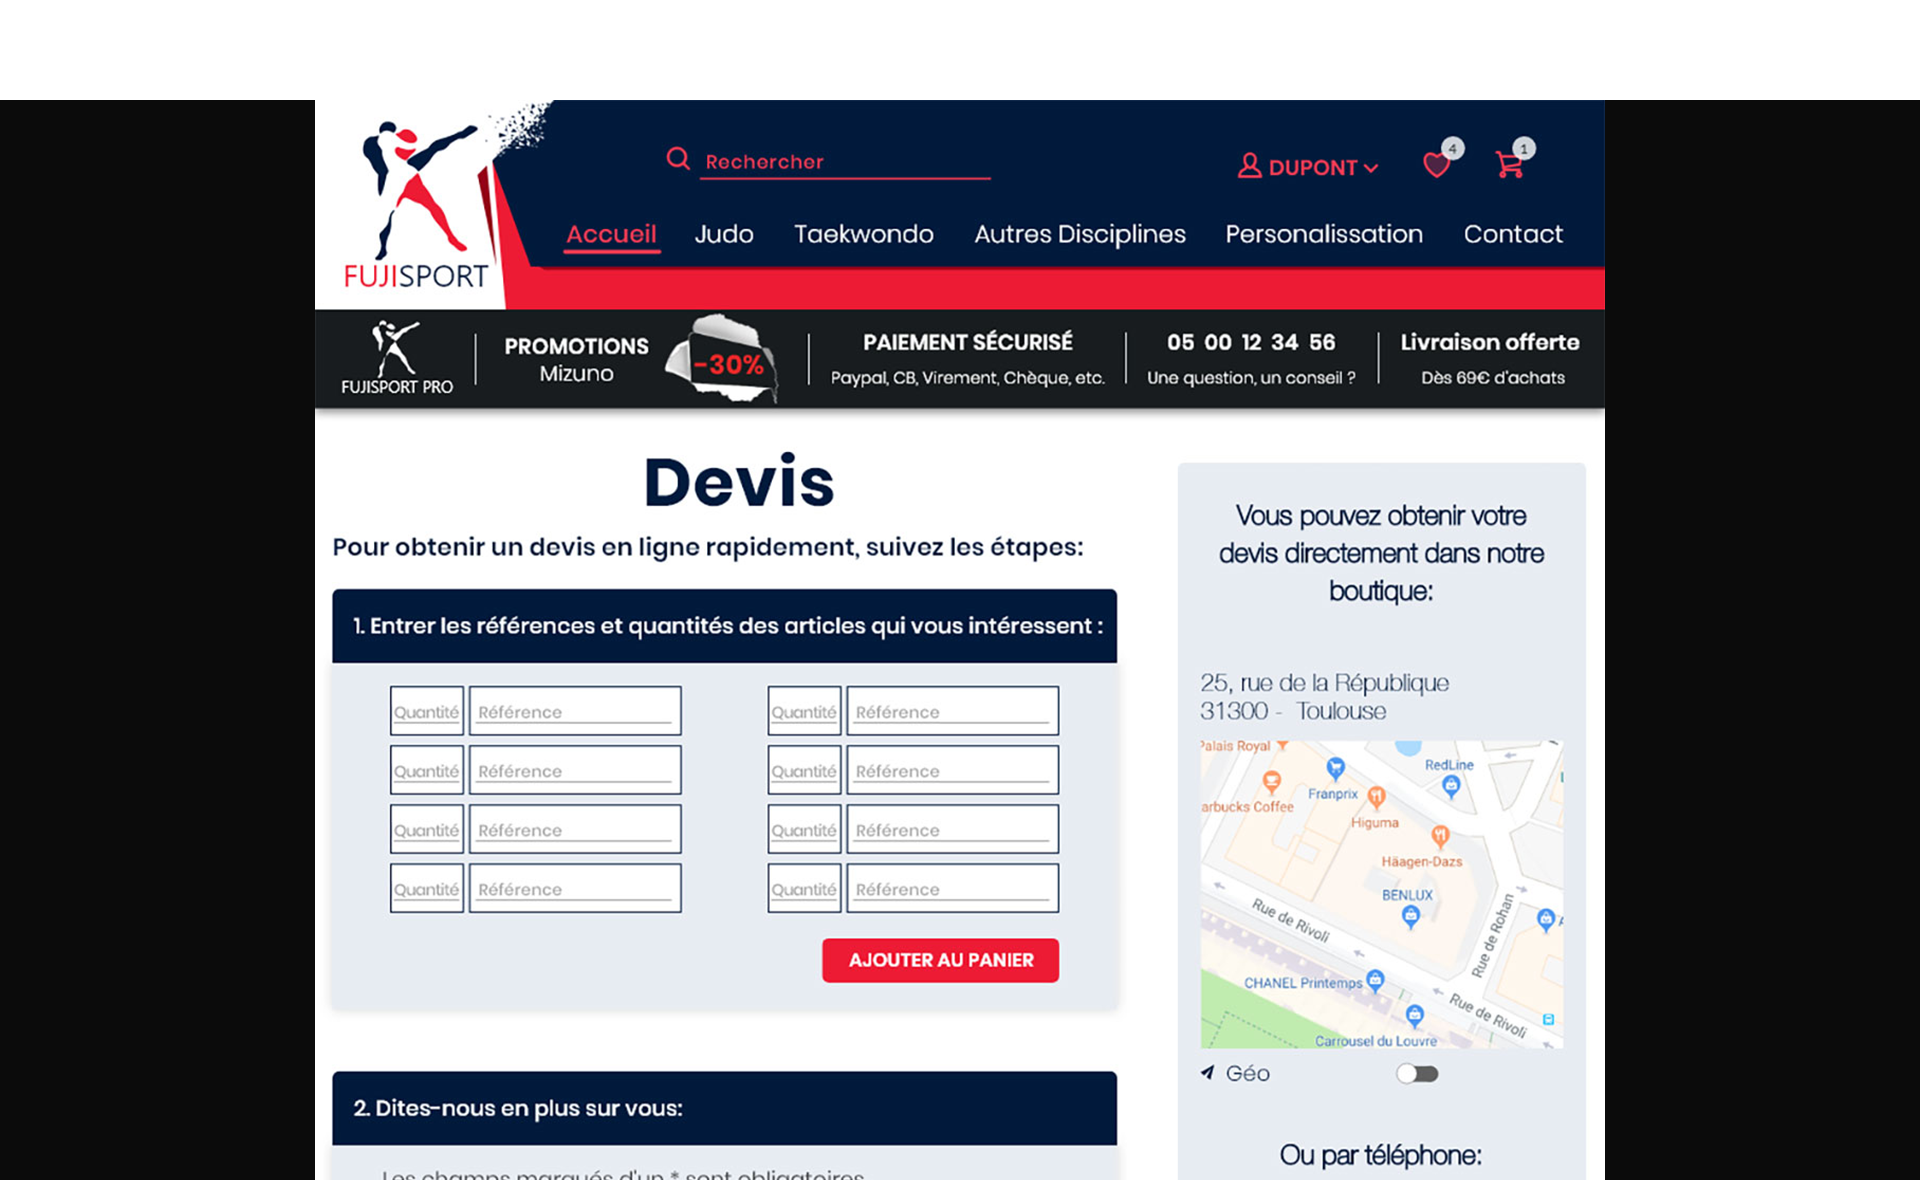 Rechercher
DUPONT
4
1
Accueil
Judo
Taekwondo
Autres Disciplines
Personalissation
Contact
FUJISPORT
FUJISPORT PRO
PROMOTIONS
Mizuno
-30%
PAIEMENT SÉCURISÉ
Paypal, CB, Virement, Chèque, etc.
05 00 12 34 56
Une question, un conseil ?
Livraison offerte
Dès 69€ d'achats
Devis
Pour obtenir un devis en ligne rapidement, suivez les étapes:
1. Entrer les références et quantités des articles qui vous intéressent :
Quantité Référence Quantité Référence
Quantité Référence Quantité Référence
Quantité Référence Quantité Référence
Quantité Référence Quantité Référence
AJOUTER AU PANIER
2. Dites-nous en plus sur vous:
Les champs marqués d'un * sont obligatoires
Vous pouvez obtenir votre
devis directement dans notre
boutique:
25, rue de la République
31300 - Toulouse
Palais Royal
RedLine
Franprix
arbucks Coffee
Higuma
Häagen-Dazs
BENLUX
Rue de Rivoli
Rue de Rohan
CHANEL Printemps
Rue de Rivoli
Carrousel du Louvre
Géo
Ou par téléphone: